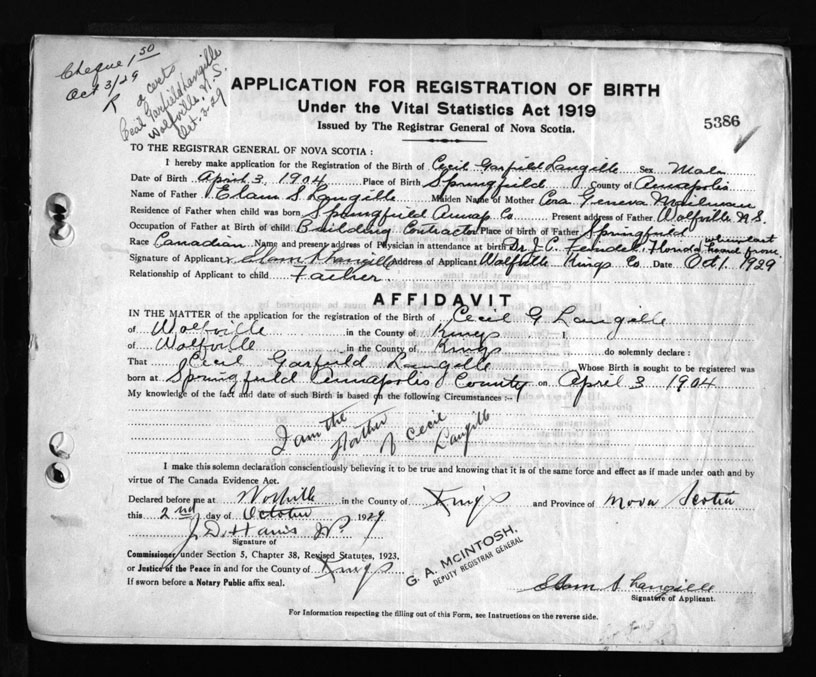 Cheque 1.50
Oct 3/29
R
2 certs
Cecil Garfield Langille
Wolfville, N.S.
Oct. 3-29
APPLICATION FOR REGISTRATION OF BIRTH
Under the Vital Statistics Act 1919
Issued by The Registrar General of Nova Scotia.
5386
TO THE REGISTRAR GENERAL OF NOVA SCOTIA :
I hereby make application for the Registration of the Birth of Cecil Garfield Langille Sex Male
Date of Birth April 3, 1904 Place of Birth Springfield County of Annapolis
Name of Father Elam S Langille Maiden Name of Mother Cora Geneva Mailman
Residence of Father when child was born Springfield Annap. Co Present address of Father Wolfville N.S.
Occupation of Father at Birth of child Building Contractor Place of birth of Father Springfield
Race Canadian Name and present address of Physician in attendance at birth Dr J. C. Feindel Florida
Signature of Applicant Elam S Langille Address of Applicant Wolfville Kings Co Date Oct 1. 1929
Relationship of Applicant to child Father
AFFIDAVIT
IN THE MATTER of the application for the registration of the Birth of Cecil G Langille
of Wolfville in the County of Kings I
of Wolfville in the County of Kings do solemnly declare :
That Cecil Garfield Langille Whose Birth is sought to be registered was
born at Springfield Annapolis County on April 3 1904
My knowledge of the fact and date of such Birth is based on the following Circumstances :-
I am the
Father
of Cecil
Langille
I make this solemn declaration conscientiously believing it to be true and knowing that it is of the same force and effect as if made under oath and by
virtue of The Canada Evidence Act.
Declared before me at Wolfville in the County of Kings and Province of Nova Scotia
this 2nd day of October 1929
J. D. Harris J.P.
Signature of
Commissioner under Section 5, Chapter 38, Revised Statutes, 1923,
or Justice of the Peace in and for the County of Kings
If sworn before a Notary Public affix seal.
G. A. McINTOSH,
DEPUTY REGISTRAR GENERAL
Elam S Langille
Signature of Applicant.
For Information respecting the filling out of this Form, see Instructions on the reverse side.